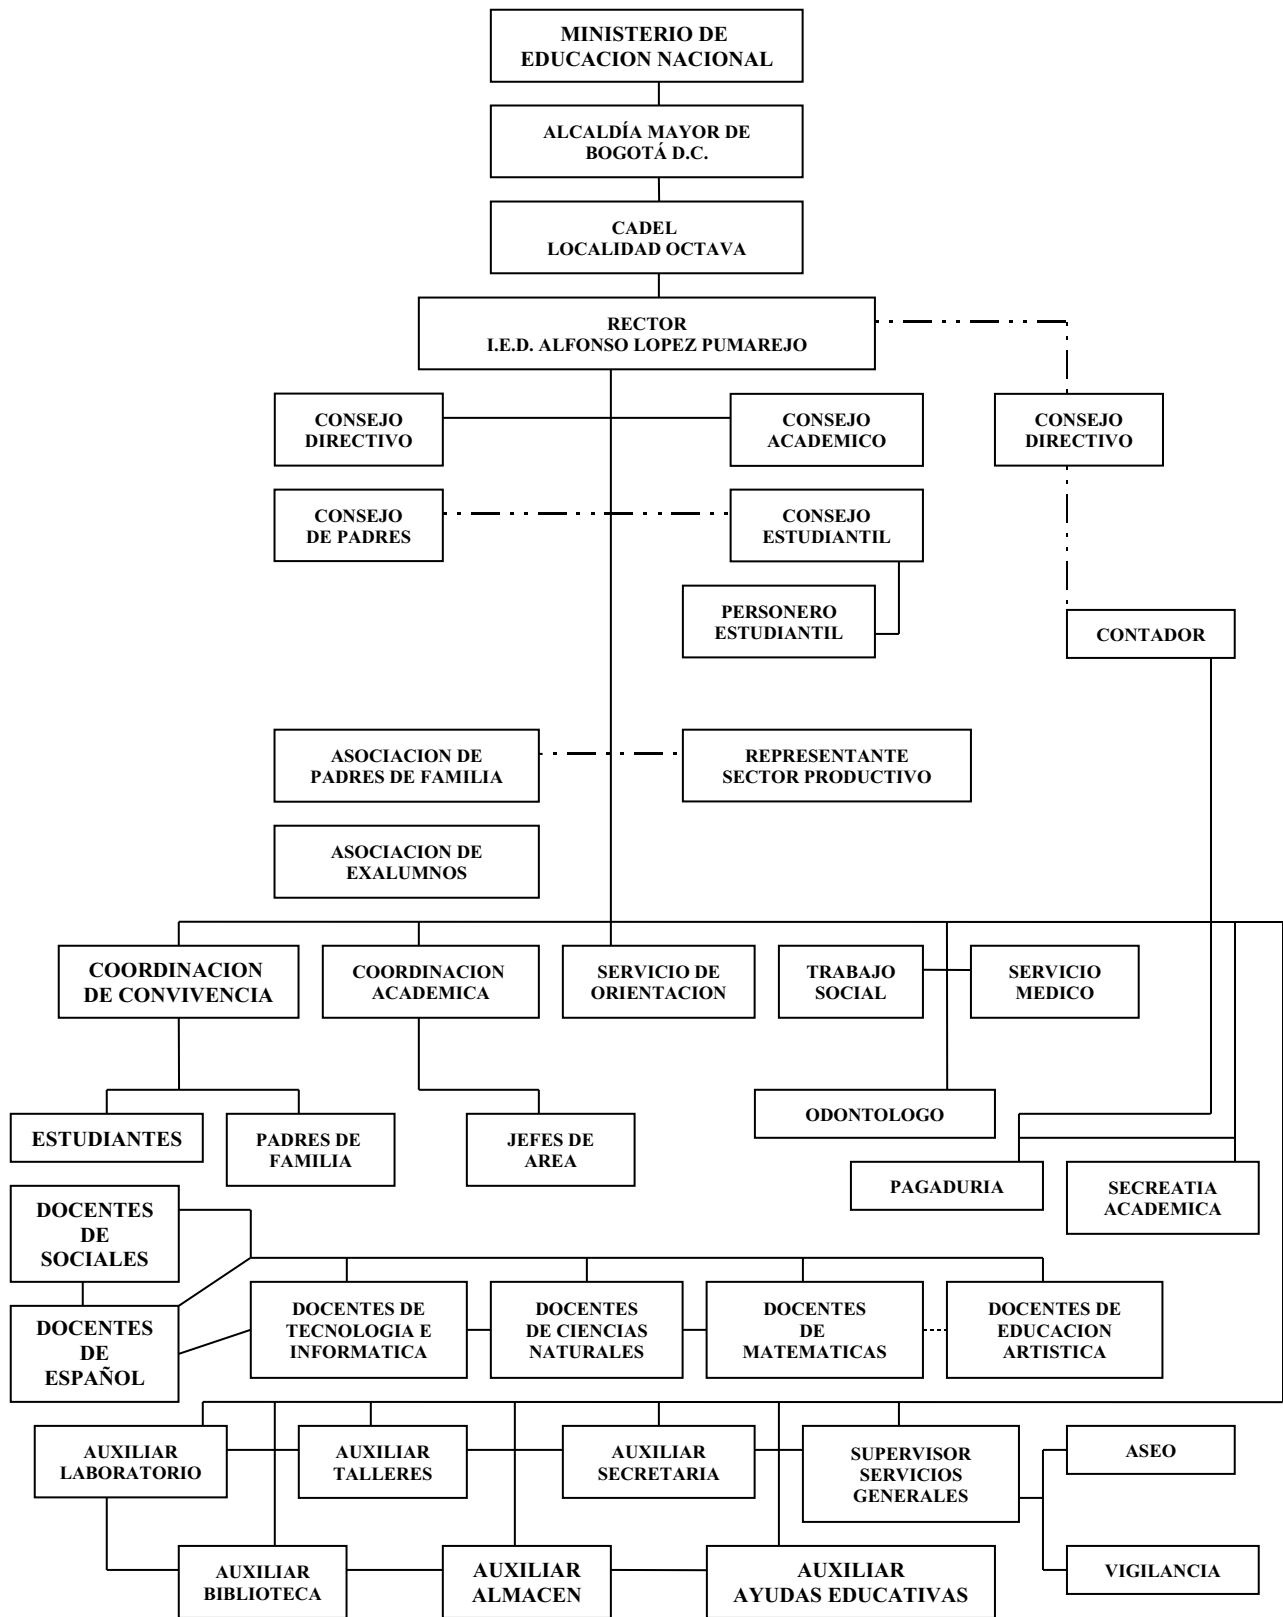 MINISTERIO DE
EDUCACION NACIONAL
ALCALDÍA MAYOR DE
BOGOTÁ D.C.
CADEL
LOCALIDAD OCTAVA
RECTOR
I.E.D. ALFONSO LOPEZ PUMAREJO
CONSEJO
DIRECTIVO
CONSEJO
ACADEMICO
CONSEJO
DIRECTIVO
CONSEJO
DE PADRES
CONSEJO
ESTUDIANTIL
PERSONERO
ESTUDIANTIL
CONTADOR
ASOCIACION DE
PADRES DE FAMILIA
REPRESENTANTE
SECTOR PRODUCTIVO
ASOCIACION DE
EXALUMNOS
COORDINACION
DE CONVIVENCIA
COORDINACION
ACADEMICA
SERVICIO DE
ORIENTACION
TRABAJO
SOCIAL
SERVICIO
MEDICO
ODONTOLOGO
ESTUDIANTES
PADRES DE
FAMILIA
JEFES DE
AREA
PAGADURIA
SECREATIA
ACADEMICA
DOCENTES
DE
SOCIALES
DOCENTES
DE
ESPAÑOL
DOCENTES DE
TECNOLOGIA E
INFORMATICA
DOCENTES
DE CIENCIAS
NATURALES
DOCENTES
DE
MATEMATICAS
DOCENTES DE
EDUCACION
ARTISTICA
AUXILIAR
LABORATORIO
AUXILIAR
TALLERES
AUXILIAR
SECRETARIA
SUPERVISOR
SERVICIOS
GENERALES
ASEO
AUXILIAR
BIBLIOTECA
AUXILIAR
ALMACEN
AUXILIAR
AYUDAS EDUCATIVAS
VIGILANCIA